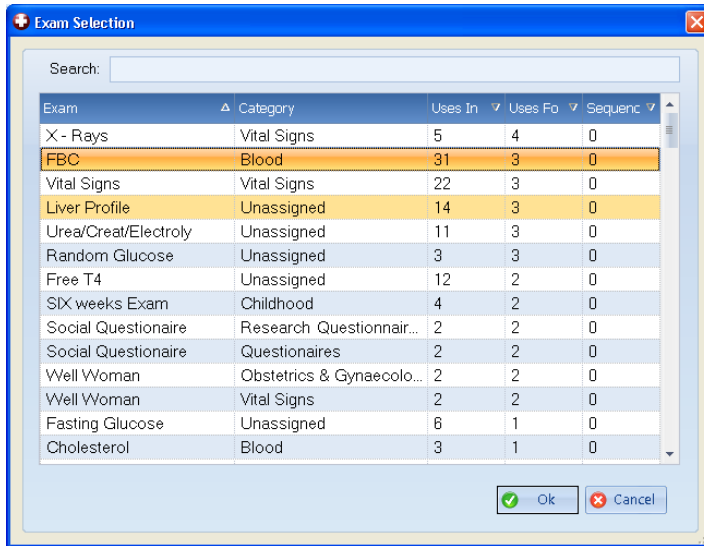 Exam Selection
Search:
Exam Category Uses In Uses Fo Sequenc
X - Rays Vital Signs 5 4 0
FBC Blood 31 3 0
Vital Signs Vital Signs 22 3 0
Liver Profile Unassigned 14 3 0
Urea/Creat/Electroly Unassigned 11 3 0
Random Glucose Unassigned 3 3 0
Free T4 Unassigned 12 2 0
SIX weeks Exam Childhood 4 2 0
Social Questionaire Research Questionnair... 2 2 0
Social Questionaire Questionaires 2 2 0
Well Woman Obstetrics & Gynaecolo... 2 2 0
Well Woman Vital Signs 2 2 0
Fasting Glucose Unassigned 6 1 0
Cholesterol Blood 3 1 0
Ok Cancel